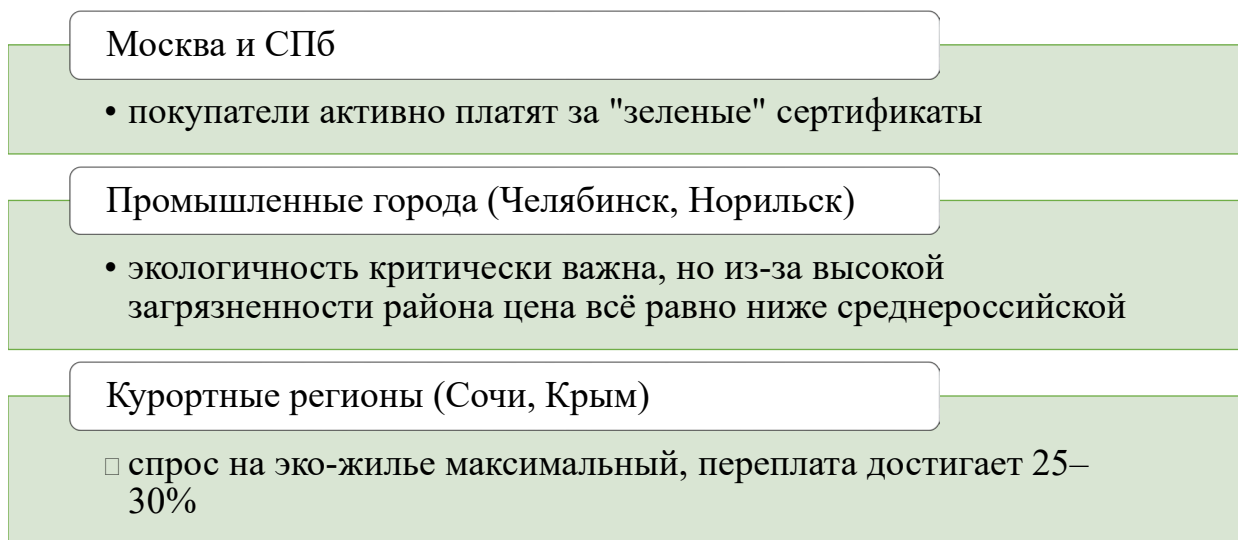 Москва и СПб
• покупатели активно платят за "зеленые" сертификаты
Промышленные города (Челябинск, Норильск)
• экологичность критически важна, но из-за высокой
загрязненности района цена всё равно ниже среднероссийской
Курортные регионы (Сочи, Крым)
□ спрос на эко-жилье максимальный, переплата достигает 25–
30%